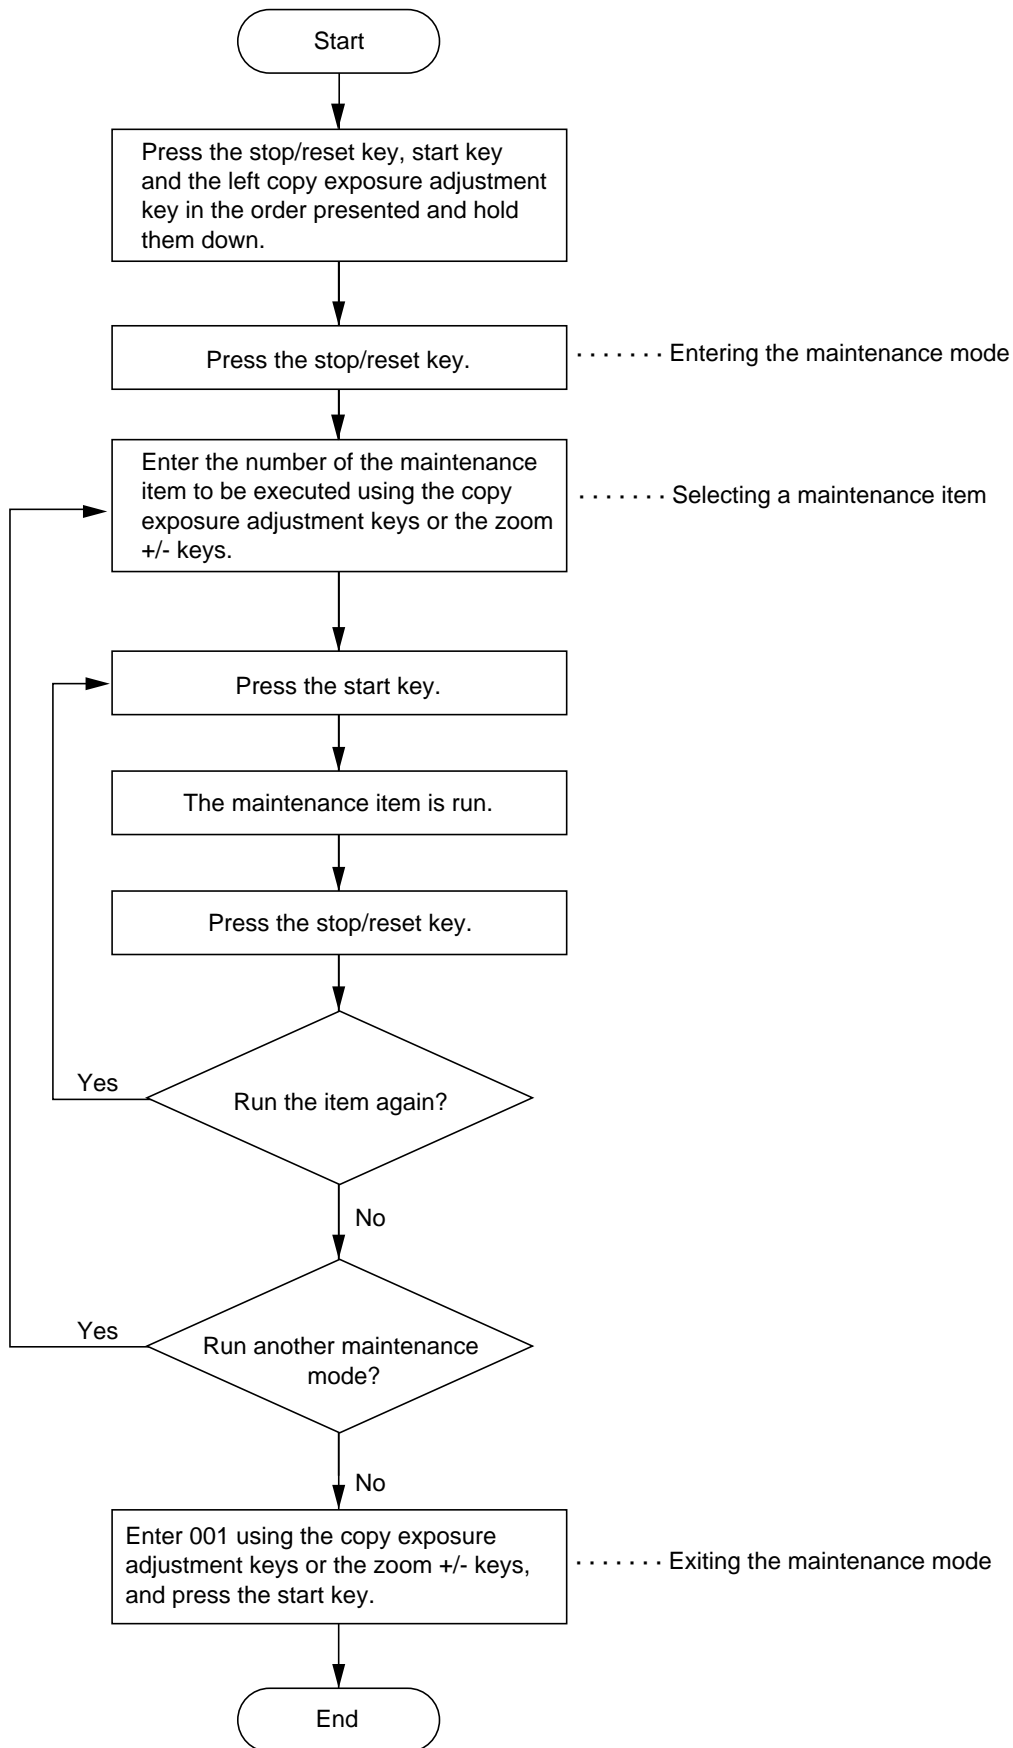 Start
Press the stop/reset key, start key
and the left copy exposure adjustment
key in the order presented and hold
them down.
Press the stop/reset key.
. . . . . . . Entering the maintenance mode
Enter the number of the maintenance
item to be executed using the copy
exposure adjustment keys or the zoom
+/- keys.
. . . . . . . Selecting a maintenance item
Press the start key.
The maintenance item is run.
Press the stop/reset key.
Yes
Run the item again?
No
Yes
Run another maintenance
mode?
No
Enter 001 using the copy exposure
adjustment keys or the zoom +/- keys,
and press the start key.
. . . . . . . Exiting the maintenance mode
End